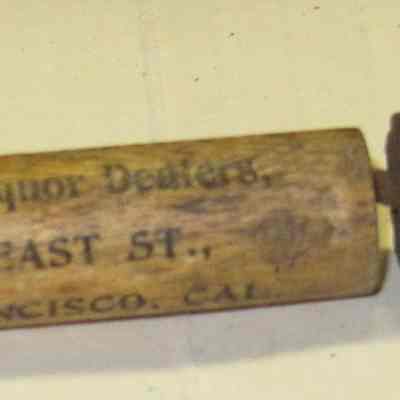 quor Dealers,
EAST ST.,
NCISCO, CAL.